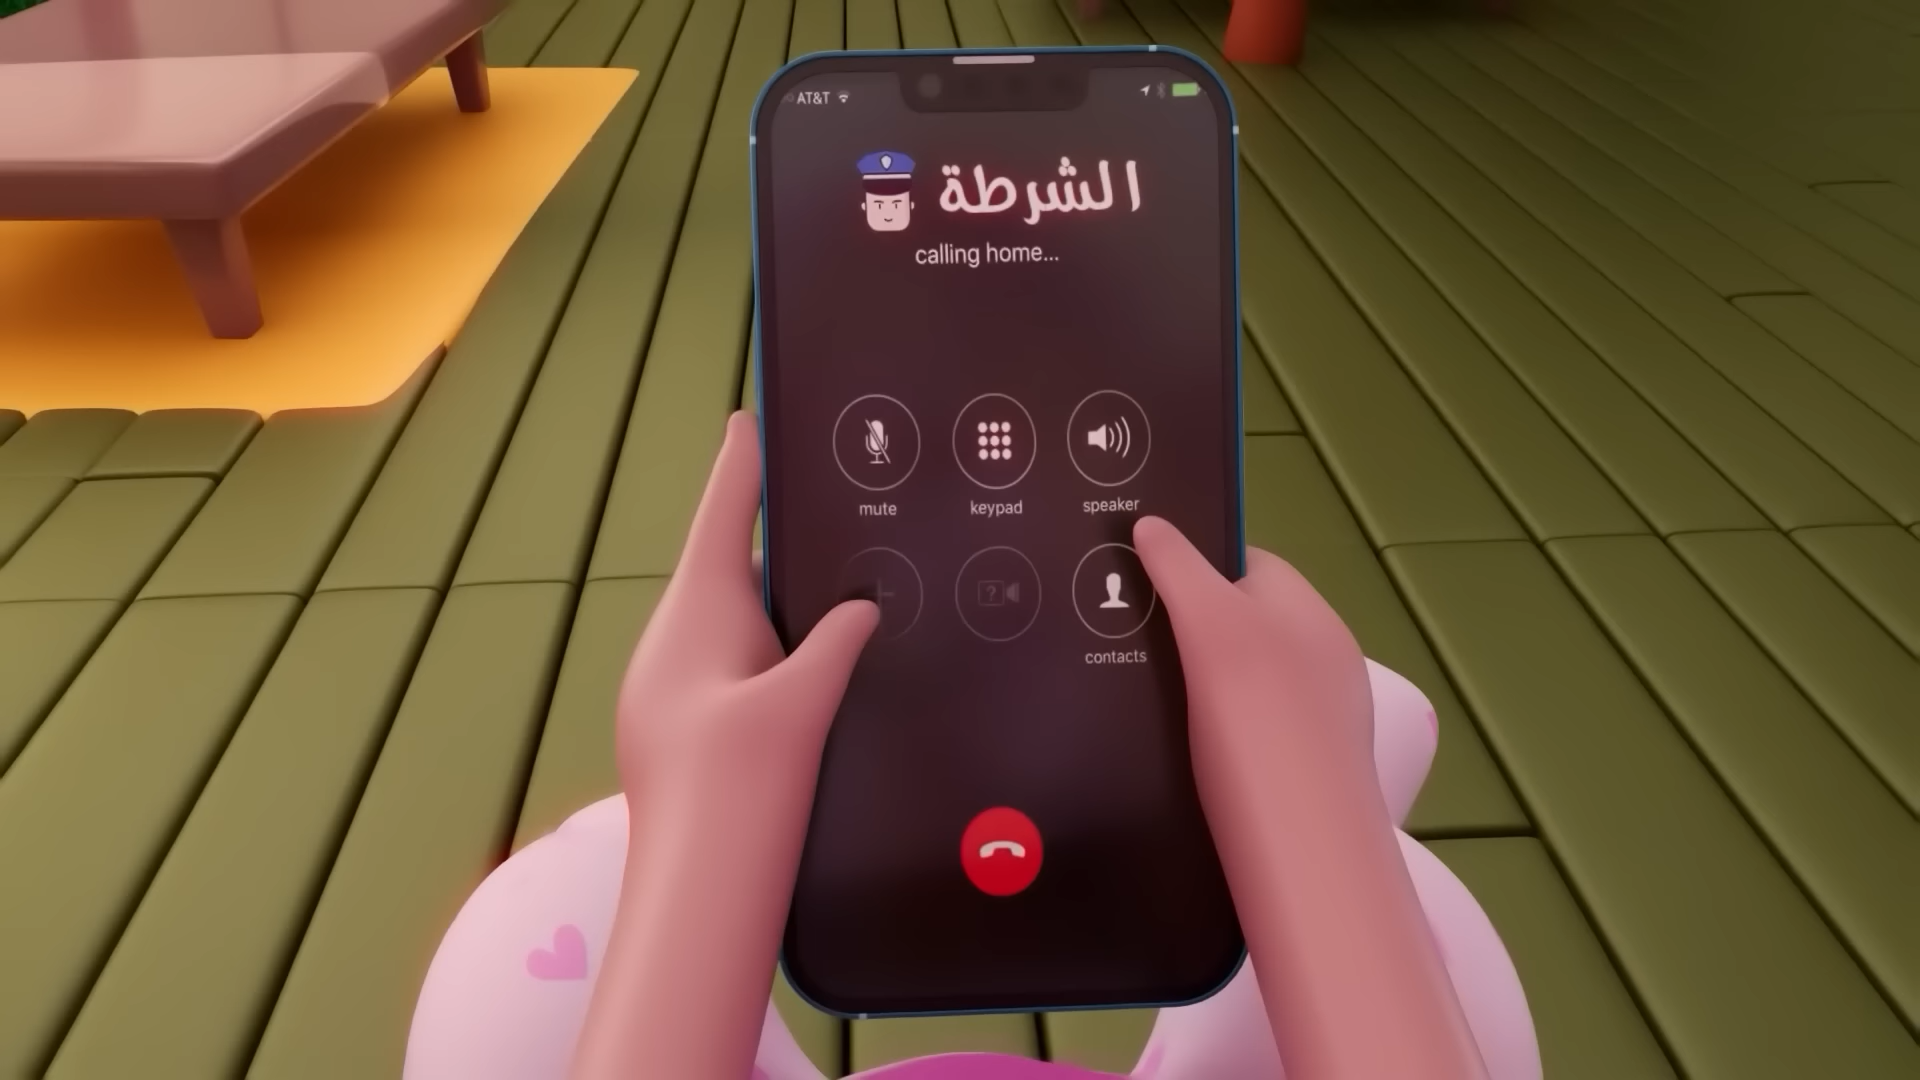 AT&T
الشرطة
calling home...
mute keypad speaker
contacts